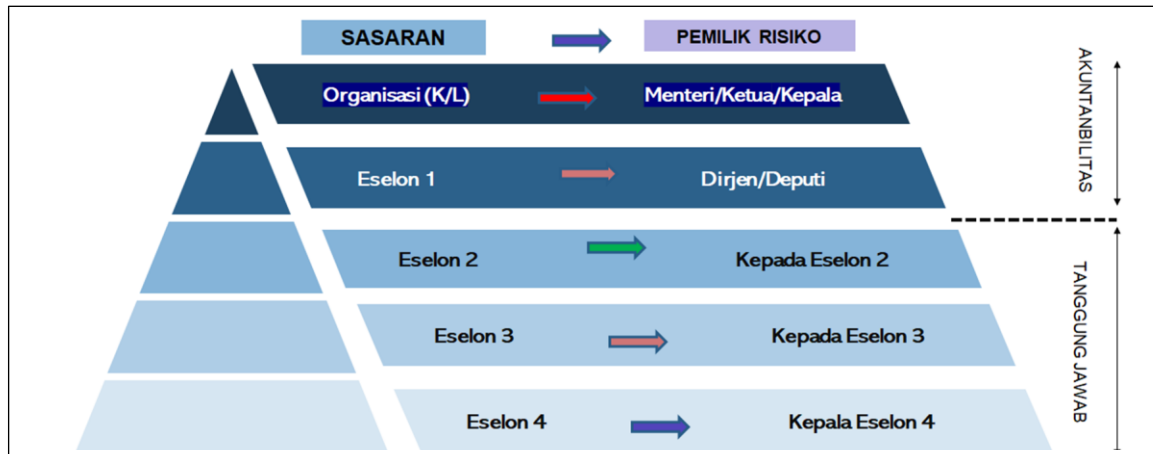 SASARAN
PEMILIK RISIKO
Organisasi (K/L)
Menteri/Ketua/Kepala
Eselon 1
Dirjen/Deputi
Eselon 2
Kepada Eselon 2
Eselon 3
Kepada Eselon 3
Eselon 4
Kepala Eselon 4
AKUNTANBILITAS
TANGGUNG JAWAB